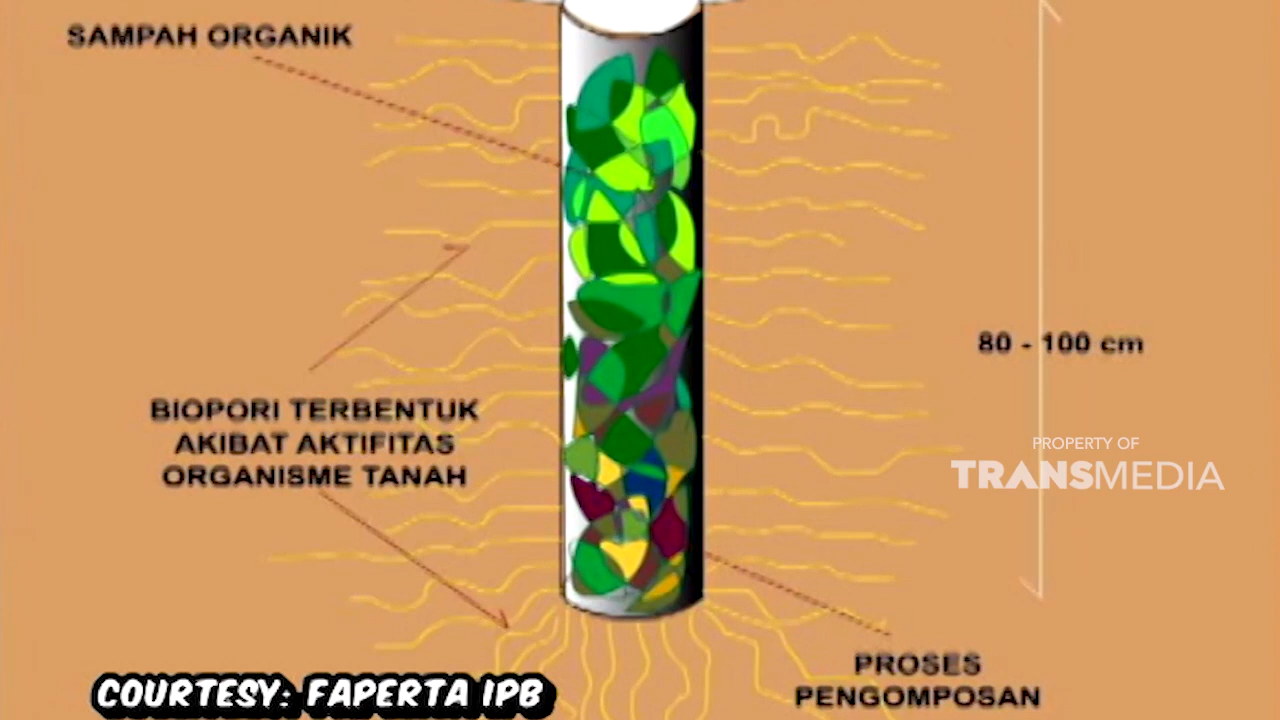 SAMPAH ORGANIK
80 - 100 cm
BIOPORI TERBENTUK
AKIBAT AKTIFITAS
ORGANISME TANAH
PROPERTY OF
TRANSMEDIA
PROSES
PENGOMPOSAN
COURTESY: FAPERTA IPB